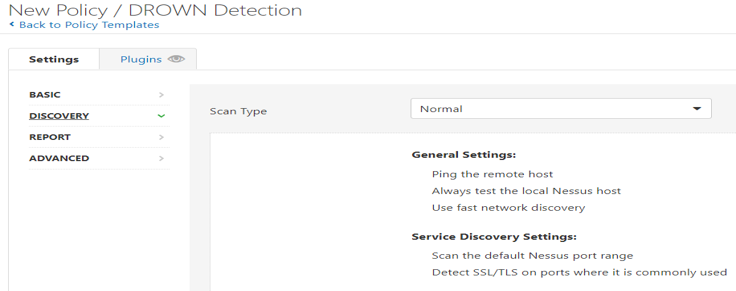 New Policy / DROWN Detection
Back to Policy Templates
Settings
Plugins
BASIC
DISCOVERY
REPORT
ADVANCED
Scan Type
Normal
General Settings:
Ping the remote host
Always test the local Nessus host
Use fast network discovery
Service Discovery Settings:
Scan the default Nessus port range
Detect SSL/TLS on ports where it is commonly used